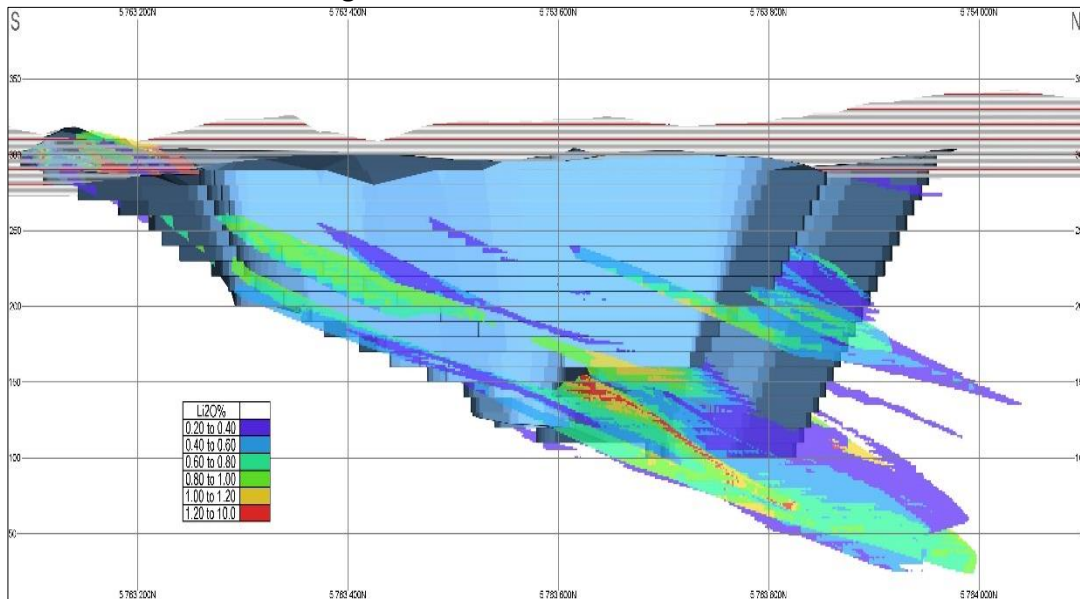 S 5 763 200N 5 763 400N 5 763 600N 5 763 800N 5 764 000N N
350
300
250
200
150
Li2O%
0.20 to 0.40
0.40 to 0.60
0.60 to 0.80
0.80 to 1.00
1.00 to 1.20
1.20 to 10.0
100
50
5 763 200N 5 763 400N 5 763 600N 5 763 800N 5 764 000N